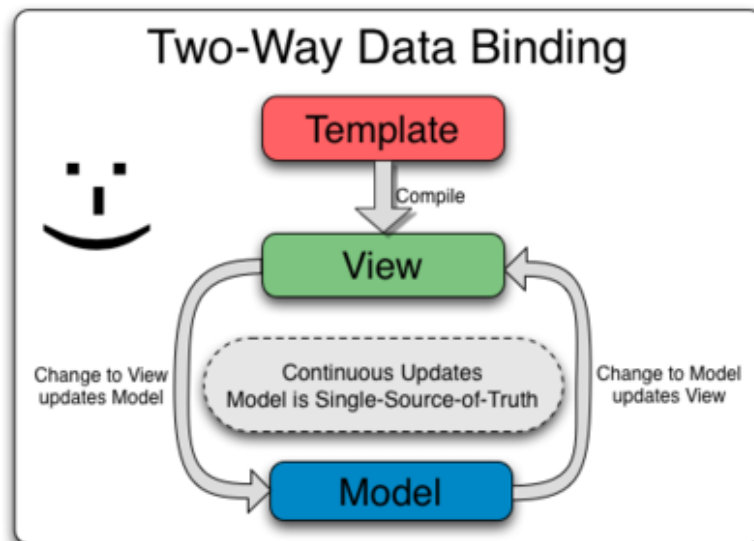 Two-Way Data Binding
Template
Compile
View
Change to View
updates Model
Continuous Updates
Model is Single-Source-of-Truth
Change to Model
updates View
Model